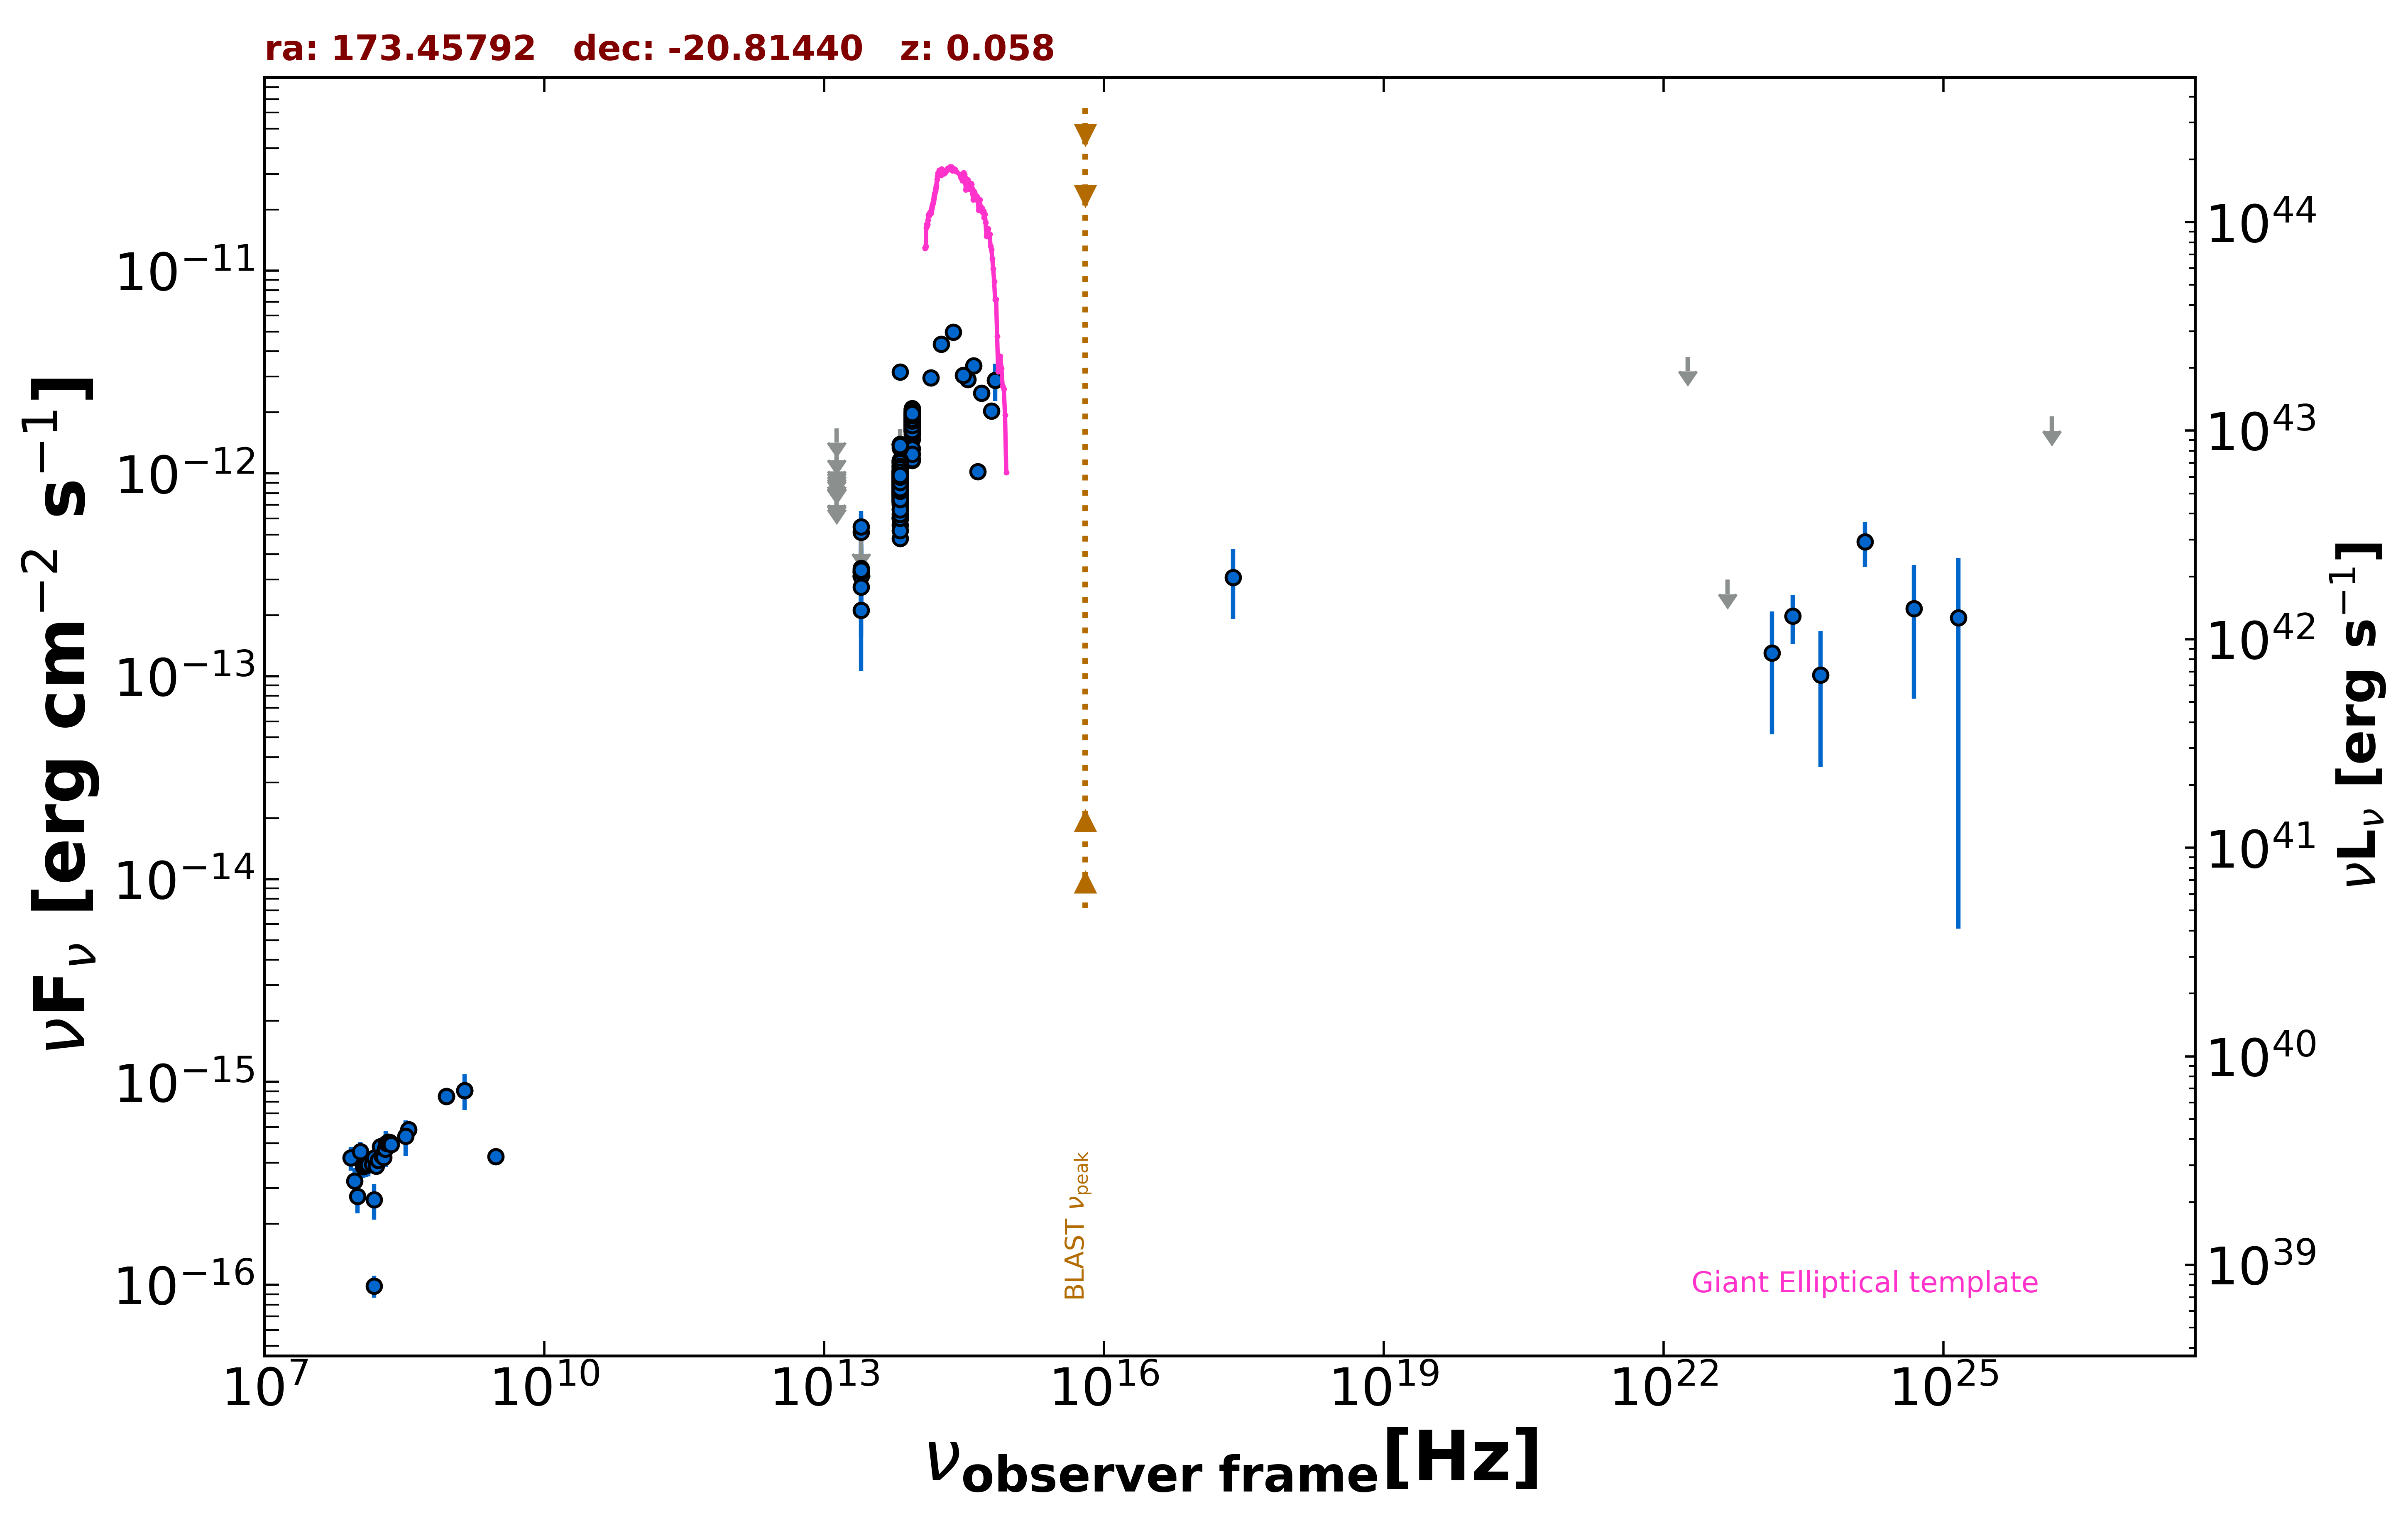 ra: 173.45792   dec: -20.81440   z: 0.058
νFν [erg cm−2 s−1]
10−11
10−12
10−13
10−14
10−15
10−16
1044
1043
1042
1041
1040
1039
νLν [erg s−1]
BLAST νpeak
Giant Elliptical template
107 1010 1013 1016 1019 1022 1025
νobserver frame[Hz]